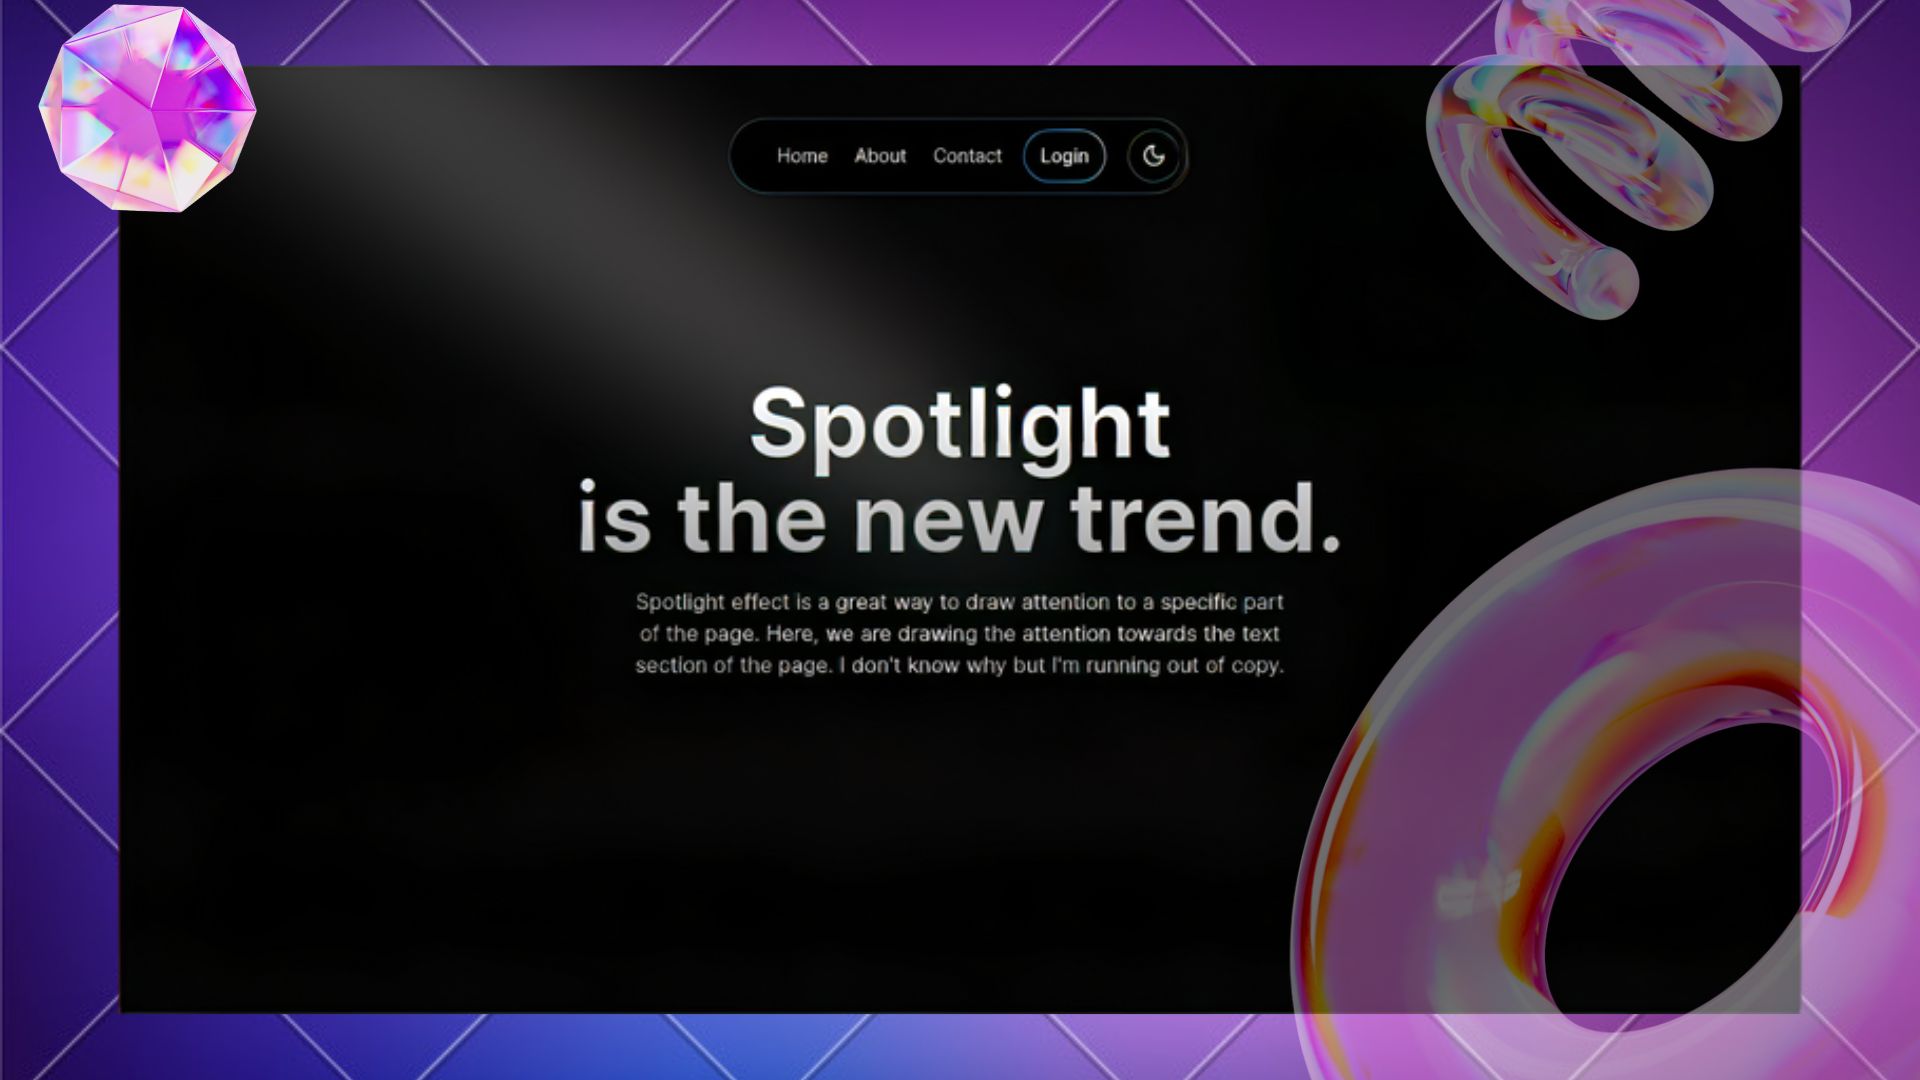 Home About Contact Login
Spotlight
is the new trend.
Spotlight effect is a great way to draw attention to a specific part
of the page. Here, we are drawing the attention towards the text
section of the page. I don't know why but I'm running out of copy.